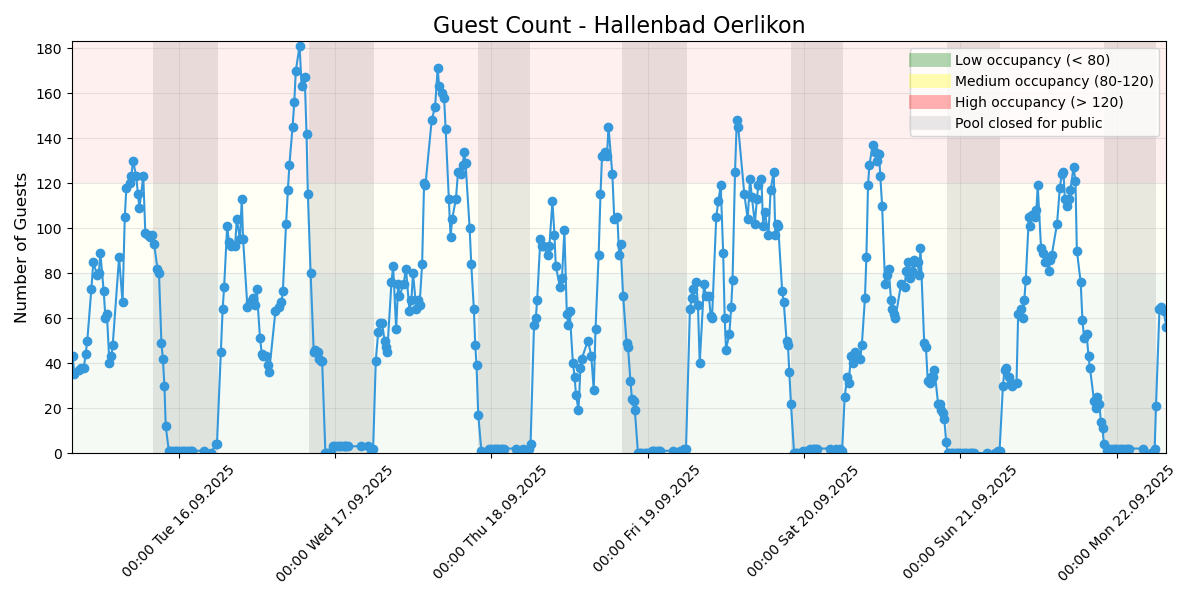 Guest Count - Hallenbad Oerlikon
Low occupancy (< 80)
Medium occupancy (80-120)
High occupancy (> 120)
Pool closed for public
Number of Guests
180
160
140
120
100
80
60
40
20
0
00:00 Tue 16.09.2025
00:00 Wed 17.09.2025
00:00 Thu 18.09.2025
00:00 Fri 19.09.2025
00:00 Sat 20.09.2025
00:00 Sun 21.09.2025
00:00 Mon 22.09.2025